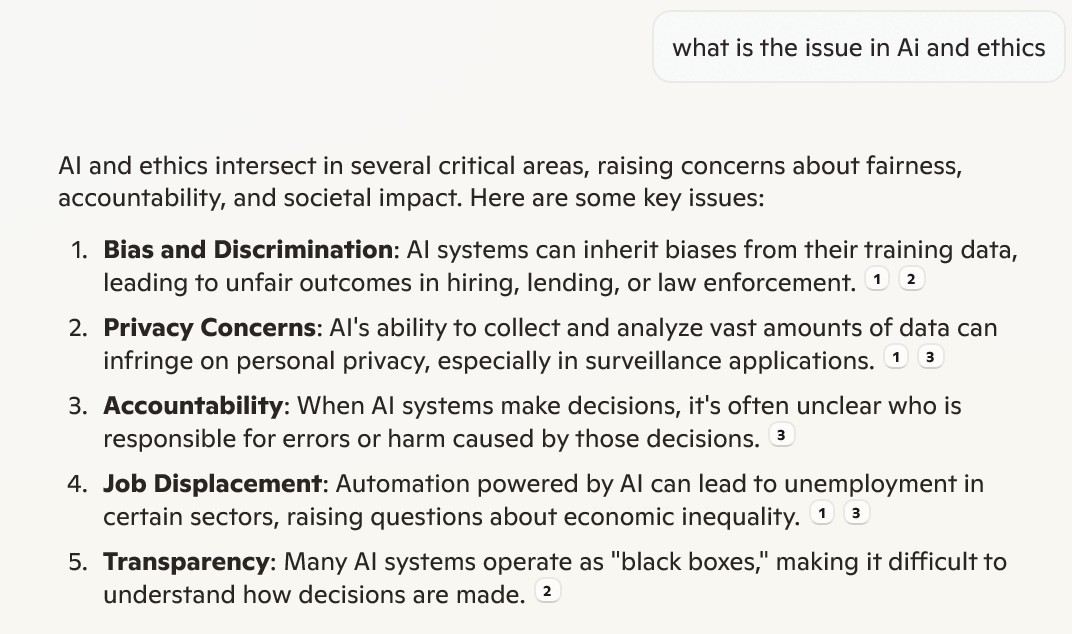 what is the issue in Ai and ethics
AI and ethics intersect in several critical areas, raising concerns about fairness,
accountability, and societal impact. Here are some key issues:
1. Bias and Discrimination: AI systems can inherit biases from their training data,
leading to unfair outcomes in hiring, lending, or law enforcement. 1 2
2. Privacy Concerns: AI's ability to collect and analyze vast amounts of data can
infringe on personal privacy, especially in surveillance applications. 1 3
3. Accountability: When AI systems make decisions, it's often unclear who is
responsible for errors or harm caused by those decisions. 3
4. Job Displacement: Automation powered by AI can lead to unemployment in
certain sectors, raising questions about economic inequality. 1 3
5. Transparency: Many AI systems operate as "black boxes," making it difficult to
understand how decisions are made. 2